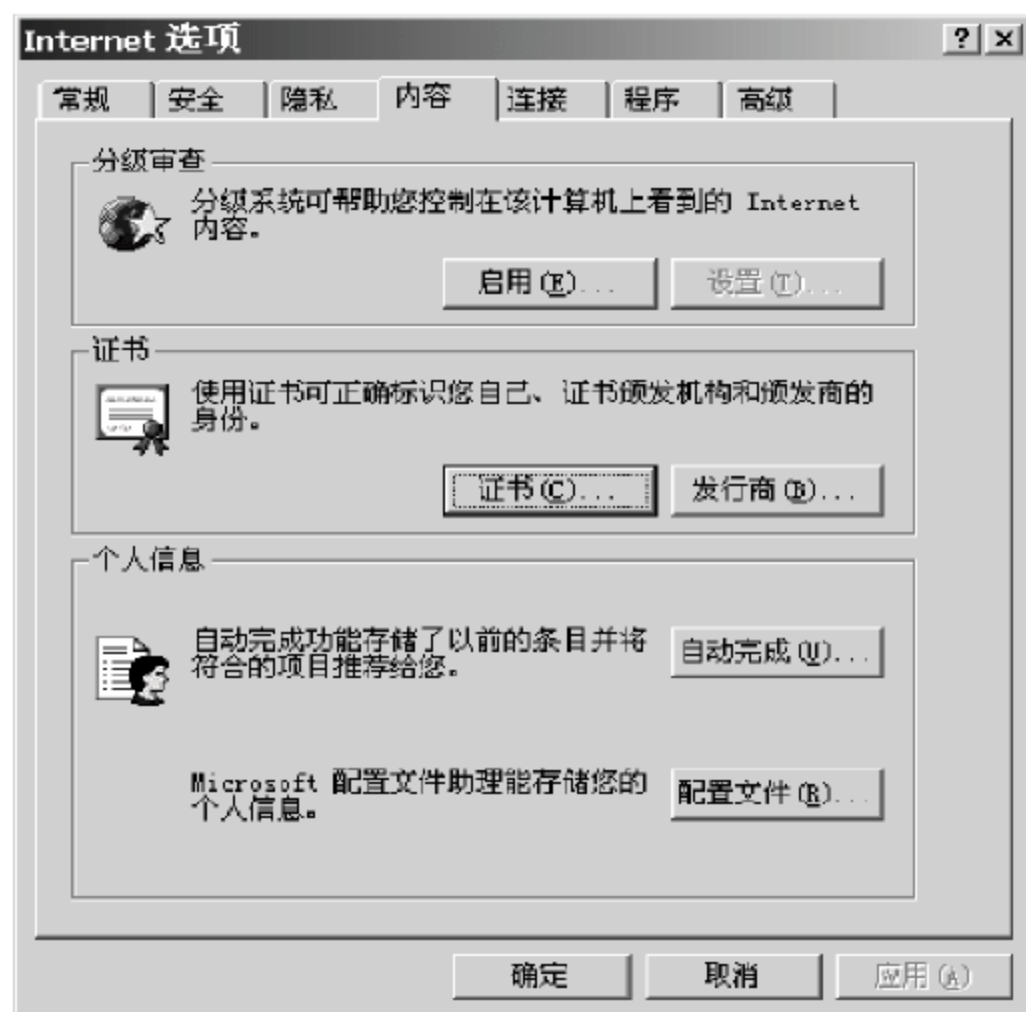 Internet 选项
常规 安全 隐私 内容 连接 程序 高级
分级审查
分级系统可帮助您控制在该计算机上看到的 Internet
内容。
启用(E)... 设置(T)...
证书
使用证书可正确标识您自己、证书颁发机构和颁发商的
身份。
证书(C)... 发行商(B)...
个人信息
自动完成功能存储了以前的条目并将
符合的项目推荐给您。
自动完成(U)...
Microsoft 配置文件助理能存储您的
个人信息。
配置文件(R)...
确定 取消 应用(A)